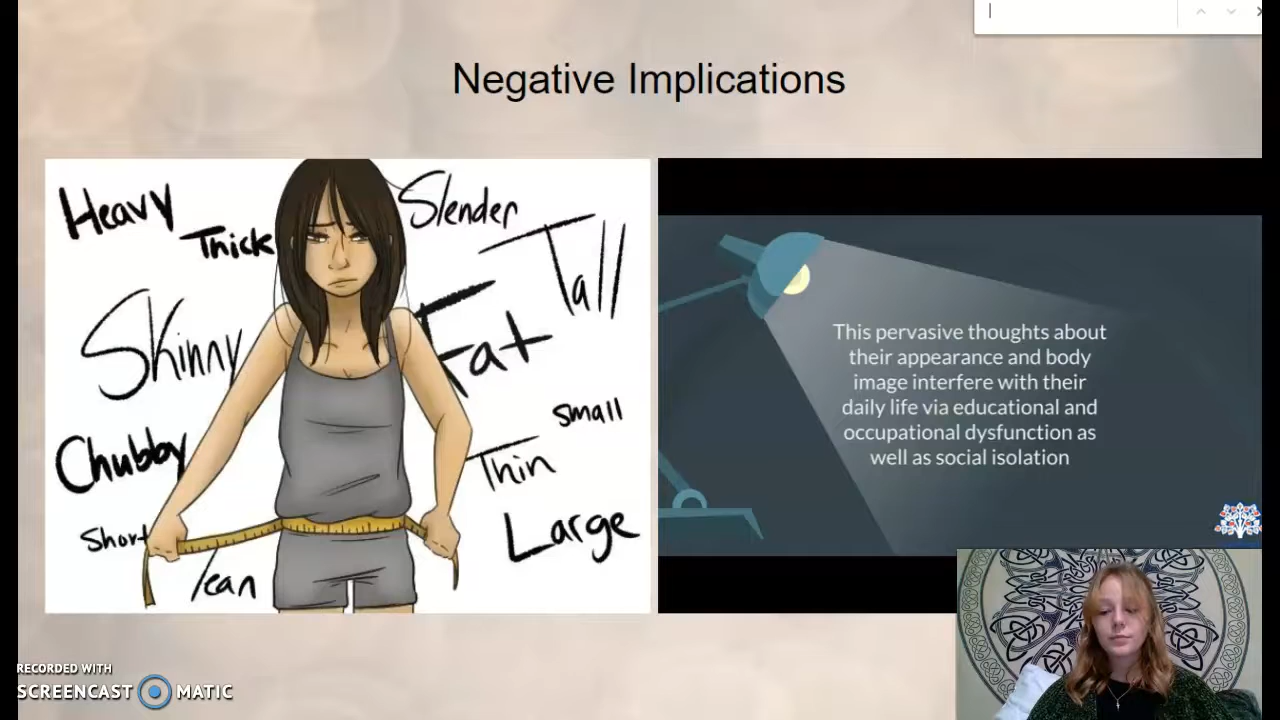 Negative Implications
Heavy
Thick
Slender
Tall
Skinny
Fat
small
Chubby
Thin
Short
Large
lean
This pervasive thoughts about
their appearance and body
image interfere with their
daily life via educational and
occupational dysfunction as
well as social isolation
RECORDED WITH
SCREENCAST MATIC